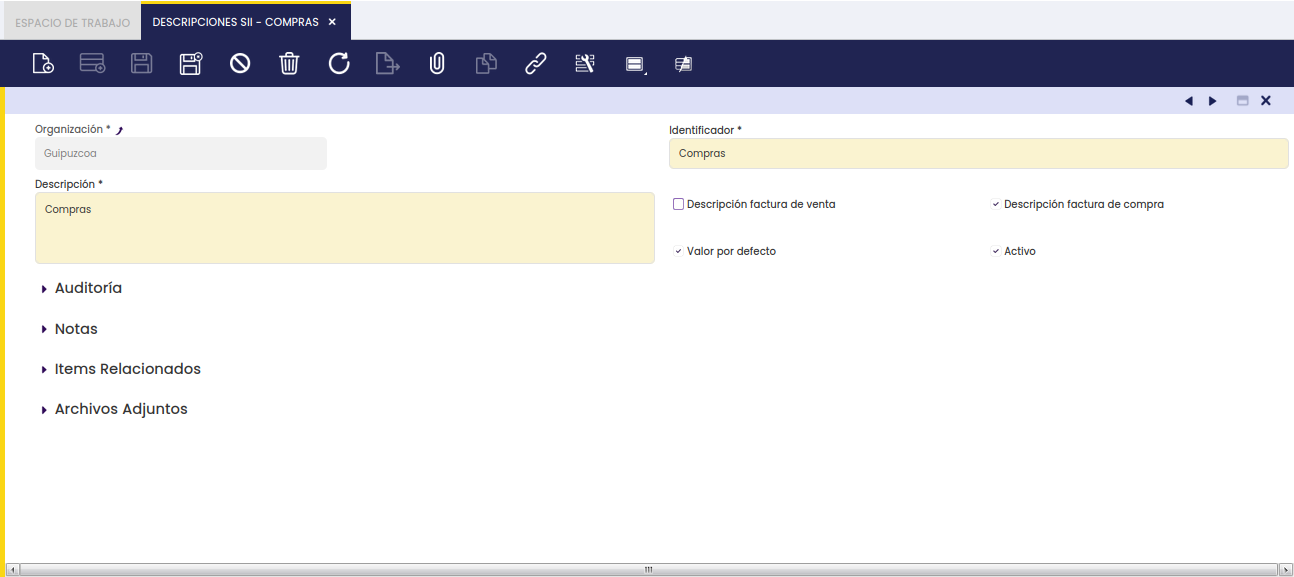 ESPACIO DE TRABAJO
DESCRIPCIONES SII - COMPRAS
Organización *
Guipuzcoa
Identificador *
Compras
Descripción *
Compras
Descripción factura de venta
Descripción factura de compra
Valor por defecto
Activo
Auditoría
Notas
Items Relacionados
Archivos Adjuntos